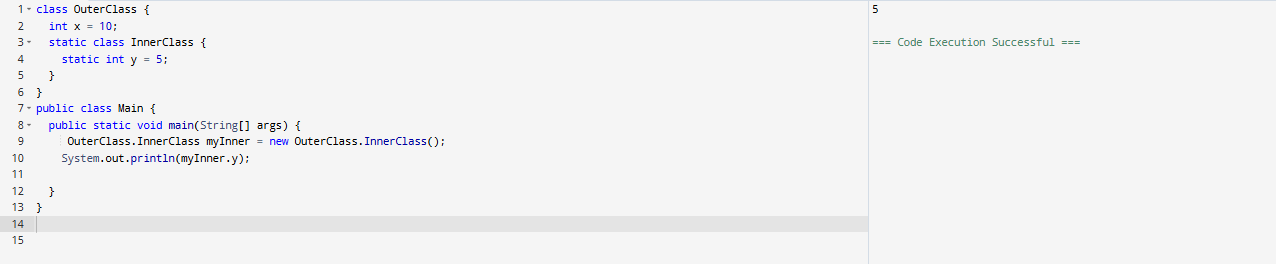 1 class OuterClass {
2   int x = 10;
3   static class InnerClass {
4     static int y = 5;
5   }
6 }
7 public class Main {
8   public static void main(String[] args) {
9      OuterClass.InnerClass myInner = new OuterClass.InnerClass();
10     System.out.println(myInner.y);
11
12   }
13 }
14
15
5
=== Code Execution Successful ===